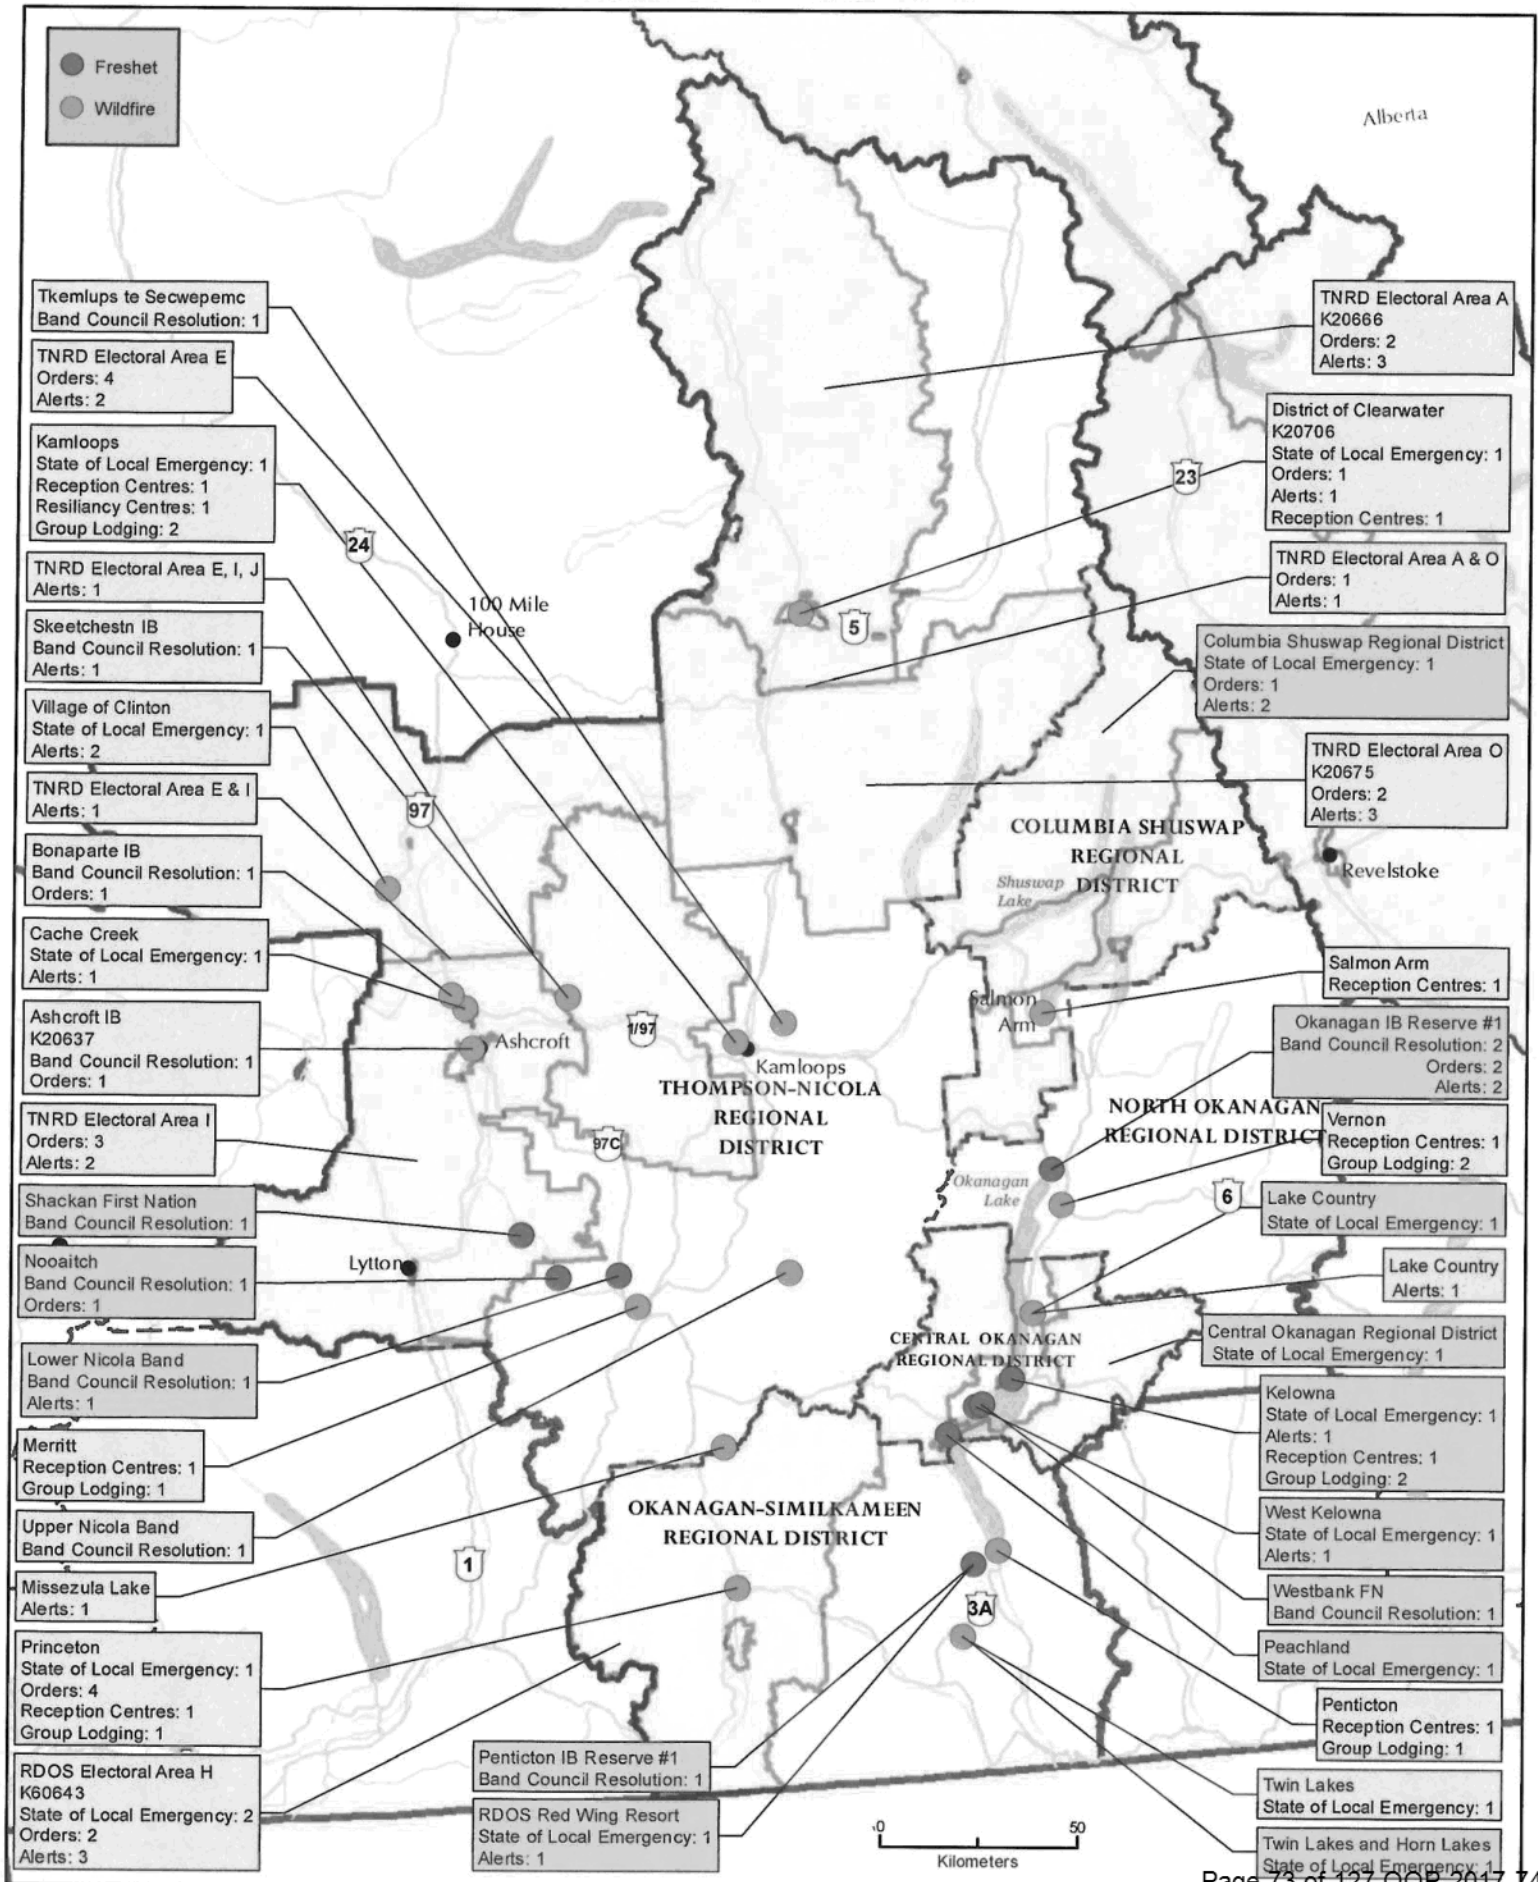 Freshet
Wildfire
Alberta
Tkemlups te Secwepemc
Band Council Resolution: 1
TNRD Electoral Area E
Orders: 4
Alerts: 2
Kamloops
State of Local Emergency: 1
Reception Centres: 1
Resiliancy Centres: 1
Group Lodging: 2
TNRD Electoral Area E, I, J
Alerts: 1
Skeetchestn IB
Band Council Resolution: 1
Alerts: 1
Village of Clinton
State of Local Emergency: 1
Alerts: 2
TNRD Electoral Area E & I
Alerts: 1
Bonaparte IB
Band Council Resolution: 1
Orders: 1
Cache Creek
State of Local Emergency: 1
Alerts: 1
Ashcroft IB
K20637
Band Council Resolution: 1
Orders: 1
TNRD Electoral Area I
Orders: 3
Alerts: 2
Shackan First Nation
Band Council Resolution: 1
Nooaitch
Band Council Resolution: 1
Orders: 1
Lower Nicola Band
Band Council Resolution: 1
Alerts: 1
Merritt
Reception Centres: 1
Group Lodging: 1
Upper Nicola Band
Band Council Resolution: 1
Missezula Lake
Alerts: 1
Princeton
State of Local Emergency: 1
Orders: 4
Reception Centres: 1
Group Lodging: 1
RDOS Electoral Area H
K60643
State of Local Emergency: 2
Orders: 2
Alerts: 3
24
100 Mile
House
97
5
23
1/97
Ashcroft
Kamloops
THOMPSON-NICOLA
REGIONAL
DISTRICT
97C
Lytton
1
COLUMBIA SHUSWAP
REGIONAL
DISTRICT
Shuswap
Lake
Revelstoke
Salmon
Arm
NORTH OKANAGAN
REGIONAL DISTRICT
Okanagan
Lake
6
CENTRAL OKANAGAN
REGIONAL DISTRICT
OKANAGAN-SIMILKAMEEN
REGIONAL DISTRICT
3A
Penticton IB Reserve #1
Band Council Resolution: 1
RDOS Red Wing Resort
State of Local Emergency: 1
Alerts: 1
TNRD Electoral Area A
K20666
Orders: 2
Alerts: 3
District of Clearwater
K20706
State of Local Emergency: 1
Orders: 1
Alerts: 1
Reception Centres: 1
TNRD Electoral Area A & O
Orders: 1
Alerts: 1
Columbia Shuswap Regional District
State of Local Emergency: 1
Orders: 1
Alerts: 2
TNRD Electoral Area O
K20675
Orders: 2
Alerts: 3
Salmon Arm
Reception Centres: 1
Okanagan IB Reserve #1
Band Council Resolution: 2
Orders: 2
Alerts: 2
Vernon
Reception Centres: 1
Group Lodging: 2
Lake Country
State of Local Emergency: 1
Lake Country
Alerts: 1
Central Okanagan Regional District
State of Local Emergency: 1
Kelowna
State of Local Emergency: 1
Alerts: 1
Reception Centres: 1
Group Lodging: 2
West Kelowna
State of Local Emergency: 1
Alerts: 1
Westbank FN
Band Council Resolution: 1
Peachland
State of Local Emergency: 1
Penticton
Reception Centres: 1
Group Lodging: 1
Twin Lakes
State of Local Emergency: 1
Twin Lakes and Horn Lakes
State of Local Emergency: 1
0 50
Kilometers
Page 73 of 127 OOP-2017-74